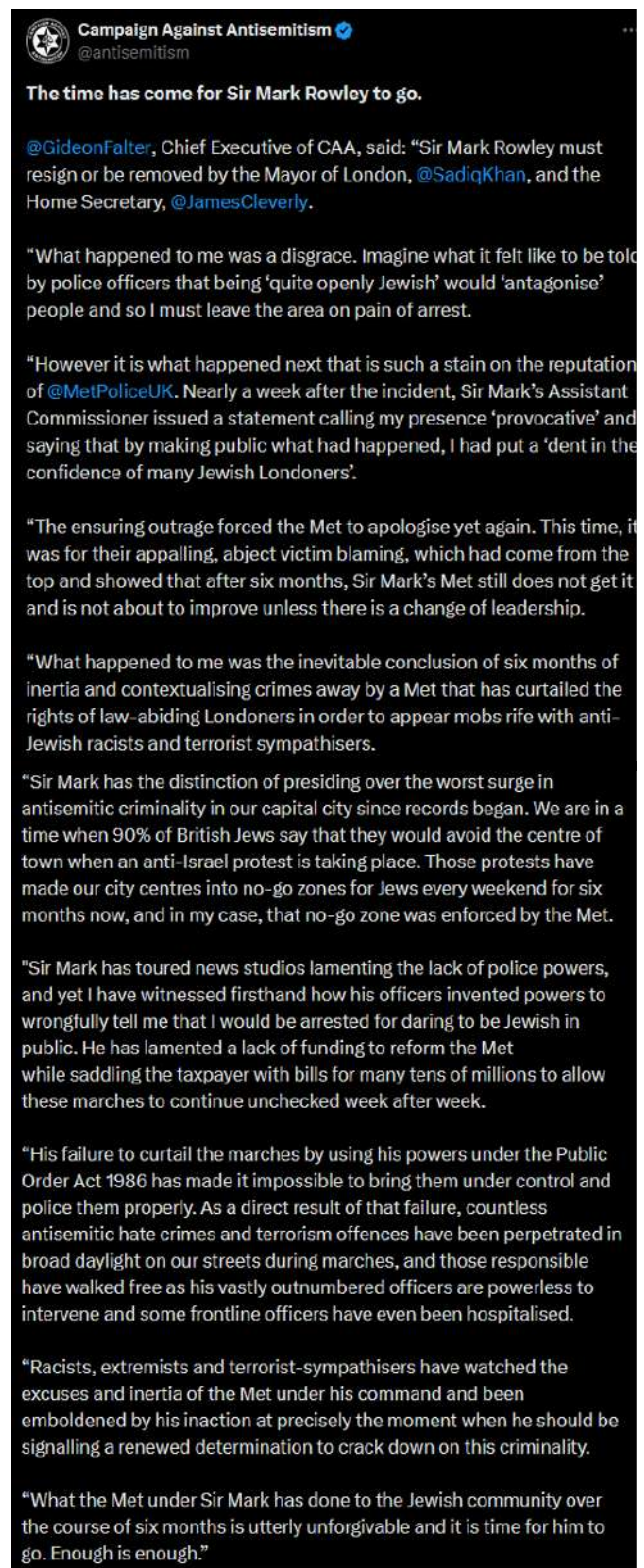 Campaign Against Antisemitism
@antisemitism
The time has come for Sir Mark Rowley to go.
@GideonFalter, Chief Executive of CAA, said: “Sir Mark Rowley must
resign or be removed by the Mayor of London, @SadiqKhan, and the
Home Secretary, @JamesCleverly.
“What happened to me was a disgrace. Imagine what it felt like to be told
by police officers that being ‘quite openly Jewish’ would ‘antagonise’
people and so I must leave the area on pain of arrest.
“However it is what happened next that is such a stain on the reputation
of @MetPoliceUK. Nearly a week after the incident, Sir Mark’s Assistant
Commissioner issued a statement calling my presence ‘provocative’ and
saying that by making public what had happened, I had put a ‘dent in the
confidence of many Jewish Londoners’.
“The ensuring outrage forced the Met to apologise yet again. This time, it
was for their appalling, abject victim blaming, which had come from the
top and showed that after six months, Sir Mark’s Met still does not get it
and is not about to improve unless there is a change of leadership.
“What happened to me was the inevitable conclusion of six months of
inertia and contextualising crimes away by a Met that has curtailed the
rights of law-abiding Londoners in order to appear mobs rife with anti-
Jewish racists and terrorist sympathisers.
“Sir Mark has the distinction of presiding over the worst surge in
antisemitic criminality in our capital city since records began. We are in a
time when 90% of British Jews say that they would avoid the centre of
town when an anti-Israel protest is taking place. Those protests have
made our city centres into no-go zones for Jews every weekend for six
months now, and in my case, that no-go zone was enforced by the Met.
"Sir Mark has toured news studios lamenting the lack of police powers,
and yet I have witnessed firsthand how his officers invented powers to
wrongfully tell me that I would be arrested for daring to be Jewish in
public. He has lamented a lack of funding to reform the Met
while saddling the taxpayer with bills for many tens of millions to allow
these marches to continue unchecked week after week.
“His failure to curtail the marches by using his powers under the Public
Order Act 1986 has made it impossible to bring them under control and
police them properly. As a direct result of that failure, countless
antisemitic hate crimes and terrorism offences have been perpetrated in
broad daylight on our streets during marches, and those responsible
have walked free as his vastly outnumbered officers are powerless to
intervene and some frontline officers have even been hospitalised.
“Racists, extremists and terrorist-sympathisers have watched the
excuses and inertia of the Met under his command and been
emboldened by his inaction at precisely the moment when he should be
signalling a renewed determination to crack down on this criminality.
“What the Met under Sir Mark has done to the Jewish community over
the course of six months is utterly unforgivable and it is time for him to
go. Enough is enough.”